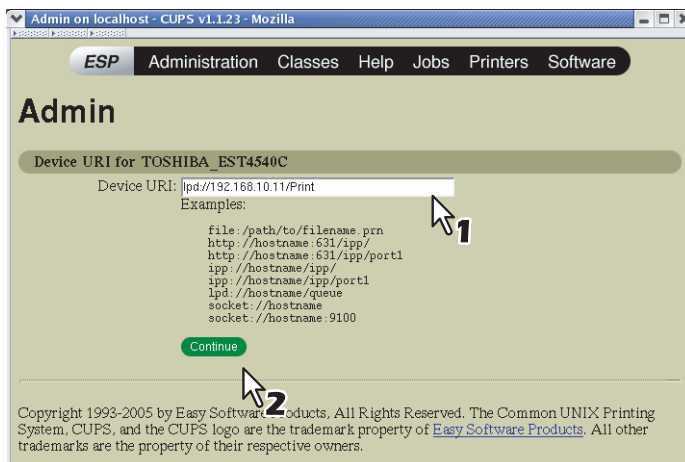 Admin on localhost - CUPS v1.1.23 - Mozilla
ESP Administration Classes Help Jobs Printers Software
Admin
Device URI for TOSHIBA_EST4540C
Device URI: lpd://192.168.10.11/Print
1
Examples:
file:/path/to/filename.prn
http://hostname:631/ipp/
http://hostname:631/ipp/port1
ipp://hostname/ipp/
ipp://hostname/ipp/port1
lpd://hostname/queue
socket://hostname
socket://hostname:9100
Continue
2
Copyright 1993-2005 by Easy Software Products, All Rights Reserved. The Common UNIX Printing
System, CUPS, and the CUPS logo are the trademark property of Easy Software Products. All other
trademarks are the property of their respective owners.